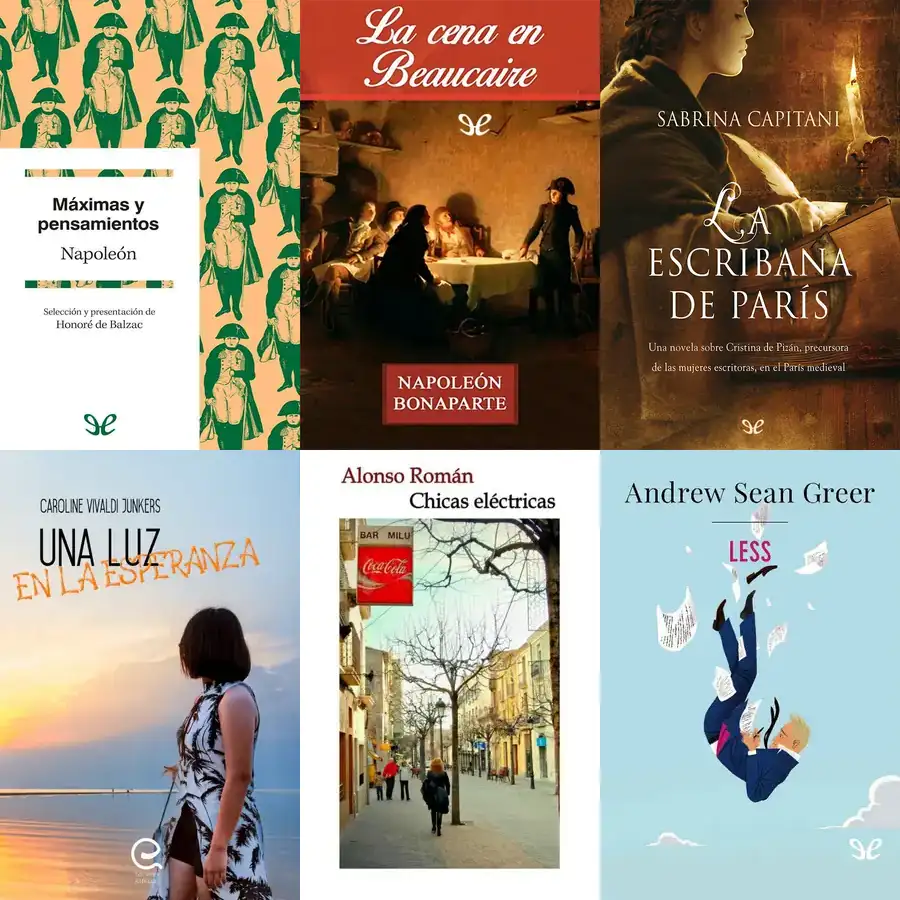 Máximas y
pensamientos
Napoleón
Selección y presentación de
Honoré de Balzac
La cena en
Beaucaire
NAPOLEÓN
BONAPARTE
SABRINA CAPITANI
LA
ESCRIBANA
DE PARÍS
Una novela sobre Cristina de Pizán, precursora
de las mujeres escritoras, en el París medieval
CAROLINE VIVALDI JUNKERS
UNA LUZ
EN LA ESPERANZA
Alonso Román
Chicas eléctricas
BAR MILU
Coca-Cola
Andrew Sean Greer
LESS